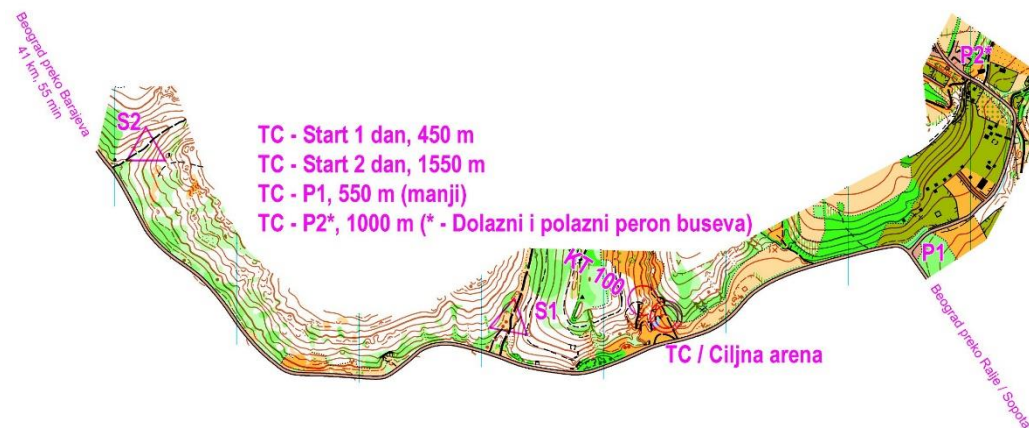 Beograd preko Barajeva
41 km, 55 min
S2
P2*
TC - Start 1 dan, 450 m
TC - Start 2 dan, 1550 m
TC - P1, 550 m (manji)
TC - P2*, 1000 m (* - Dolazni i polazni peron buseva)
P1
KT 100
S1
TC / Ciljna arena
Beograd preko Ralje / Sopota